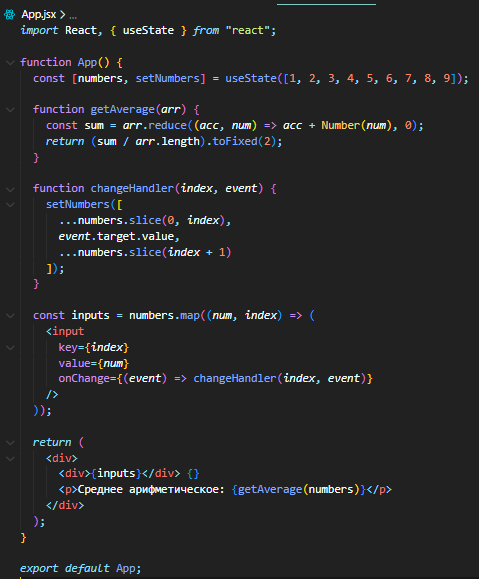 App.jsx > ...
import React, { useState } from "react";
function App() {
const [numbers, setNumbers] = useState([1, 2, 3, 4, 5, 6, 7, 8, 9]);
function getAverage(arr) {
const sum = arr.reduce((acc, num) => acc + Number(num), 0);
return (sum / arr.length).toFixed(2);
}
function changeHandler(index, event) {
setNumbers([
...numbers.slice(0, index),
event.target.value,
...numbers.slice(index + 1)
]);
}
const inputs = numbers.map((num, index) => (
<input
key={index}
value={num}
onChange={(event) => changeHandler(index, event)}
/>
));
return (
<div>
<div>{inputs}</div> {}
<p>Среднее арифметическое: {getAverage(numbers)}</p>
</div>
);
}
export default App;